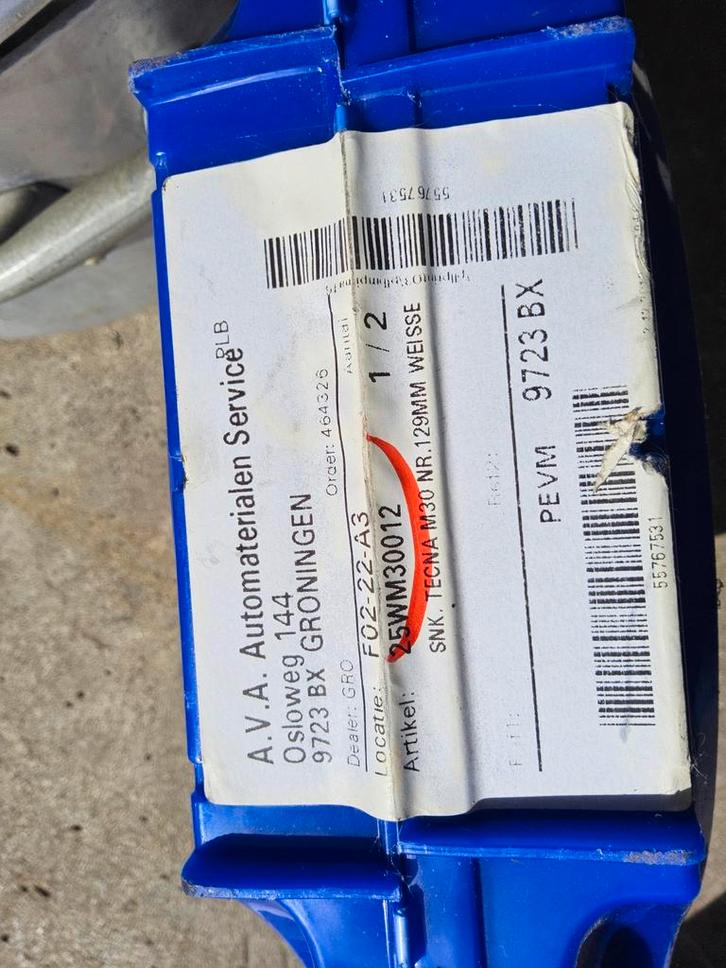 A.V.A. Automaterialen Service
RLB
Osloweg 144
9723 BX GRONINGEN
Dealer: GRO
Order: 464326
Aantal
Locatie: F02-22-A3
1 / 2
Artikel: 25WM30012
SNK. TECNA M30 NR.129MM WEISSE
PEVM 9723 BX
55767531
55767531